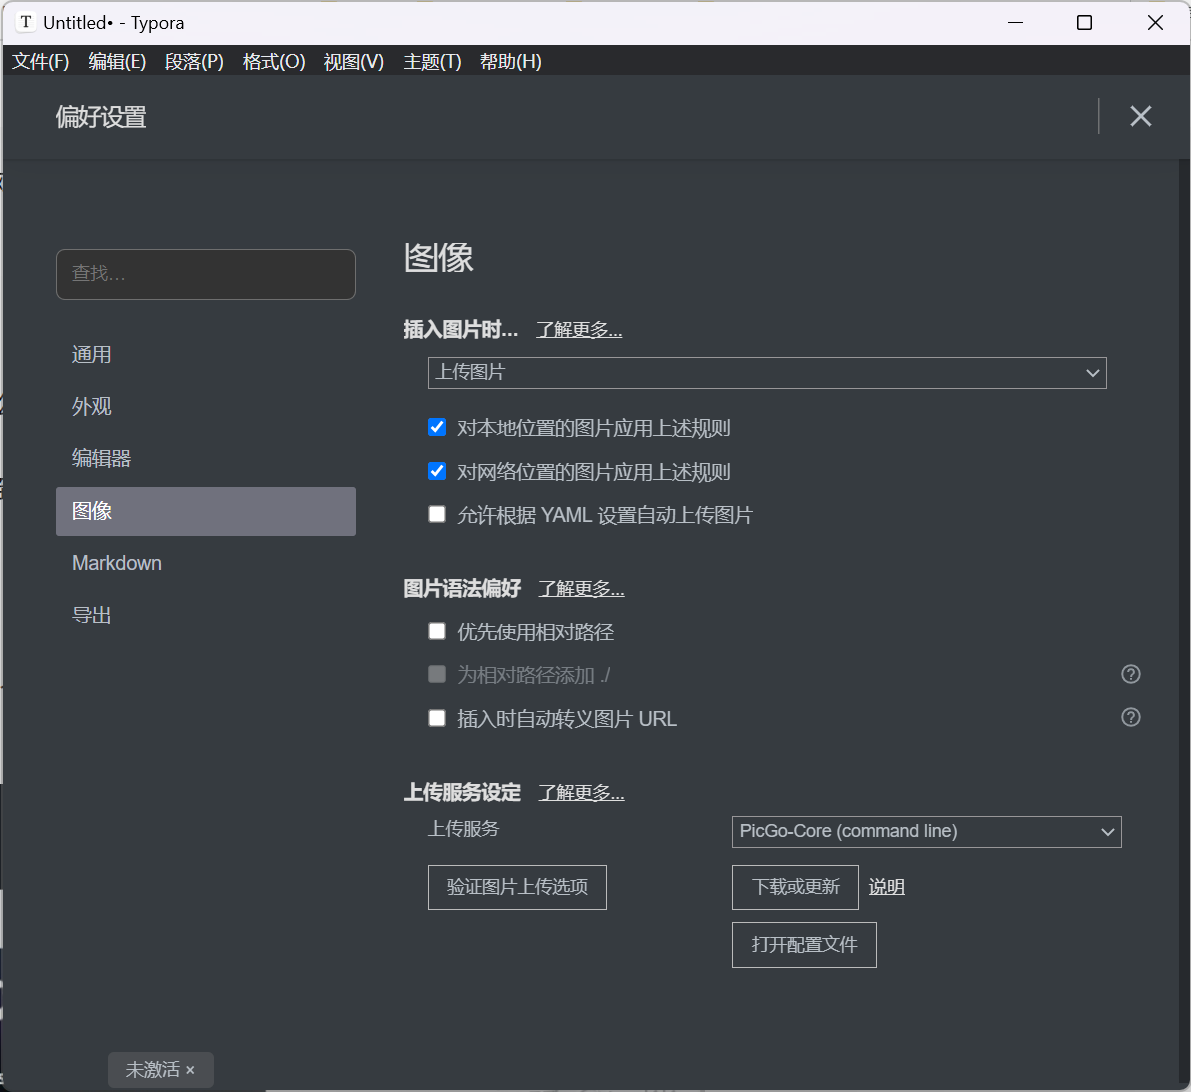 T Untitled• - Typora
文件(F) 编辑(E) 段落(P) 格式(O) 视图(V) 主题(T) 帮助(H)
偏好设置
查找...
通用
外观
编辑器
图像
Markdown
导出
图像
插入图片时... 了解更多...
上传图片
对本地位置的图片应用上述规则
对网络位置的图片应用上述规则
允许根据 YAML 设置自动上传图片
图片语法偏好 了解更多...
优先使用相对路径
为相对路径添加 ./
插入时自动转义图片 URL
上传服务设定 了解更多...
上传服务 PicGo-Core (command line)
验证图片上传选项 下载或更新 说明
打开配置文件
未激活 ×